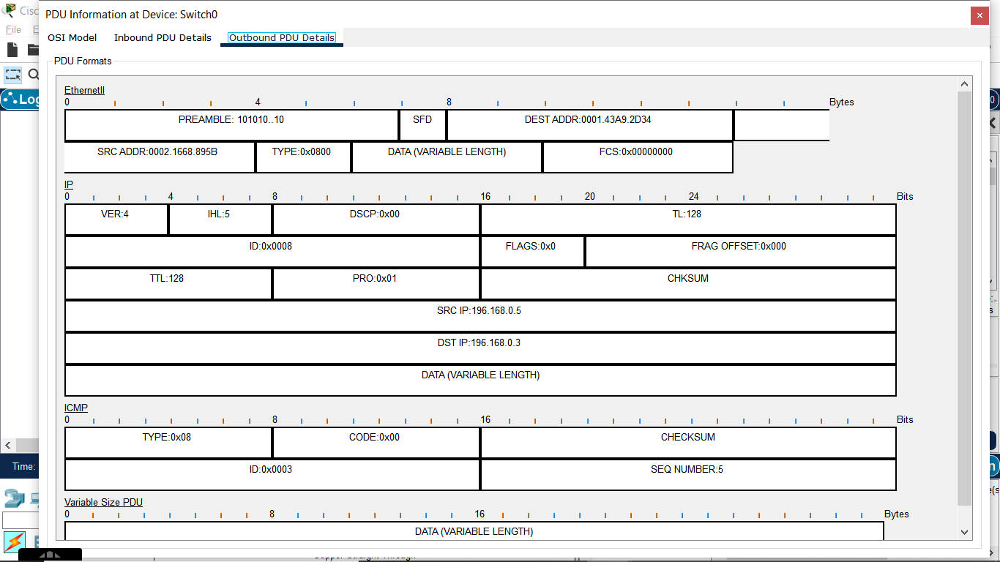 Cisc
PDU Information at Device: Switch0
File
OSI Model Inbound PDU Details Outbound PDU Details
PDU Formats
Log
EthernetII
0 4 8 Bytes
PREAMBLE: 101010..10 SFD DEST ADDR:0001.43A9.2D34
SRC ADDR:0002.1668.895B TYPE:0x0800 DATA (VARIABLE LENGTH) FCS:0x00000000
IP
0 4 8 16 20 24 Bits
VER:4 IHL:5 DSCP:0x00 TL:128
ID:0x0008 FLAGS:0x0 FRAG OFFSET:0x000
TTL:128 PRO:0x01 CHKSUM
SRC IP:196.168.0.5
DST IP:196.168.0.3
DATA (VARIABLE LENGTH)
ICMP
0 8 16 Bits
TYPE:0x08 CODE:0x00 CHECKSUM
ID:0x0003 SEQ NUMBER:5
Time:
Variable Size PDU
0 8 16 Bytes
DATA (VARIABLE LENGTH)